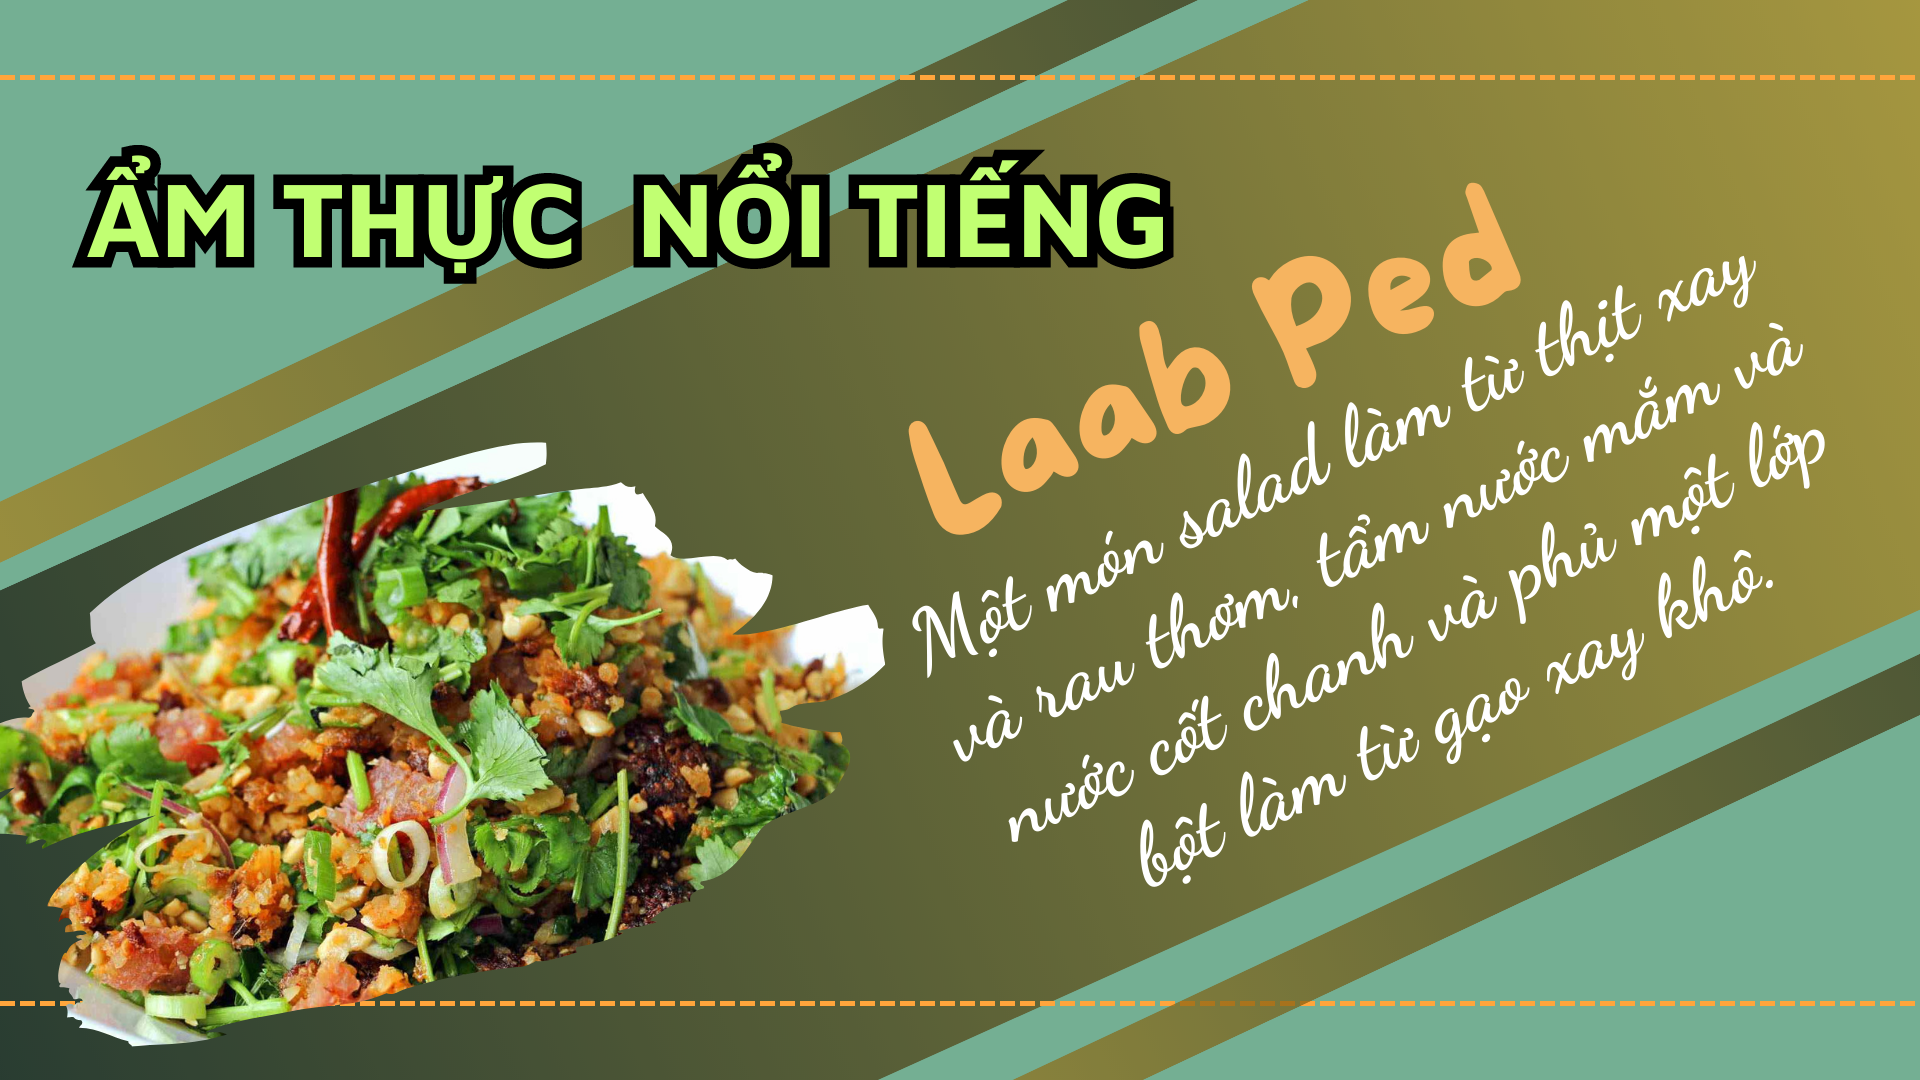 ẨM THỰC  NỔI TIẾNG
Laab Ped
Một món salad làm từ thịt xay
và rau thơm, tẩm nước mắm và
nước cốt chanh và phủ một lớp
bột làm từ gạo xay khô.